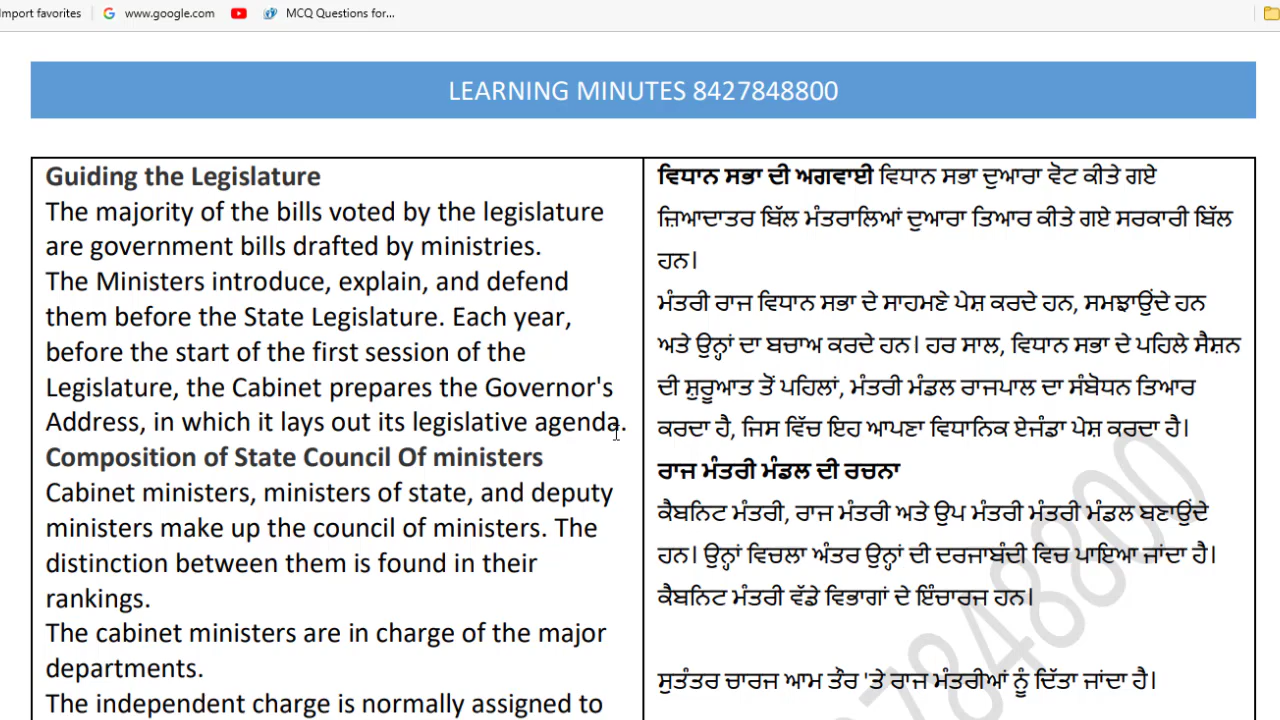 Import favorites
www.google.com
MCQ Questions for...
LEARNING MINUTES 8427848800
Guiding the Legislature
The majority of the bills voted by the legislature
are government bills drafted by ministries.
The Ministers introduce, explain, and defend
them before the State Legislature. Each year,
before the start of the first session of the
Legislature, the Cabinet prepares the Governor's
Address, in which it lays out its legislative agenda.
Composition of State Council Of ministers
Cabinet ministers, ministers of state, and deputy
ministers make up the council of ministers. The
distinction between them is found in their
rankings.
The cabinet ministers are in charge of the major
departments.
The independent charge is normally assigned to
ਵਿਧਾਨ ਸਭਾ ਦੀ ਅਗਵਾਈ ਵਿਧਾਨ ਸਭਾ ਦੁਆਰਾ ਵੋਟ ਕੀਤੇ ਗਏ
ਜ਼ਿਆਦਾਤਰ ਬਿੱਲ ਮੰਤਰਾਲਿਆਂ ਦੁਆਰਾ ਤਿਆਰ ਕੀਤੇ ਗਏ ਸਰਕਾਰੀ ਬਿੱਲ
ਹਨ।
ਮੰਤਰੀ ਰਾਜ ਵਿਧਾਨ ਸਭਾ ਦੇ ਸਾਹਮਣੇ ਪੇਸ਼ ਕਰਦੇ ਹਨ, ਸਮਝਾਉਂਦੇ ਹਨ
ਅਤੇ ਉਨ੍ਹਾਂ ਦਾ ਬਚਾਅ ਕਰਦੇ ਹਨ। ਹਰ ਸਾਲ, ਵਿਧਾਨ ਸਭਾ ਦੇ ਪਹਿਲੇ ਸੈਸ਼ਨ
ਦੀ ਸ਼ੁਰੂਆਤ ਤੋਂ ਪਹਿਲਾਂ, ਮੰਤਰੀ ਮੰਡਲ ਰਾਜਪਾਲ ਦਾ ਸੰਬੋਧਨ ਤਿਆਰ
ਕਰਦਾ ਹੈ, ਜਿਸ ਵਿੱਚ ਇਹ ਆਪਣਾ ਵਿਧਾਨਿਕ ਏਜੰਡਾ ਪੇਸ਼ ਕਰਦਾ ਹੈ।
ਰਾਜ ਮੰਤਰੀ ਮੰਡਲ ਦੀ ਰਚਨਾ
ਕੈਬਨਿਟ ਮੰਤਰੀ, ਰਾਜ ਮੰਤਰੀ ਅਤੇ ਉਪ ਮੰਤਰੀ ਮੰਤਰੀ ਮੰਡਲ ਬਣਾਉਂਦੇ
ਹਨ। ਉਨ੍ਹਾਂ ਵਿਚਲਾ ਅੰਤਰ ਉਨ੍ਹਾਂ ਦੀ ਦਰਜਾਬੰਦੀ ਵਿਚ ਪਾਇਆ ਜਾਂਦਾ ਹੈ।
ਕੈਬਨਿਟ ਮੰਤਰੀ ਵੱਡੇ ਵਿਭਾਗਾਂ ਦੇ ਇੰਚਾਰਜ ਹਨ।
ਸੁਤੰਤਰ ਚਾਰਜ ਆਮ ਤੌਰ 'ਤੇ ਰਾਜ ਮੰਤਰੀਆਂ ਨੂੰ ਦਿੱਤਾ ਜਾਂਦਾ ਹੈ।